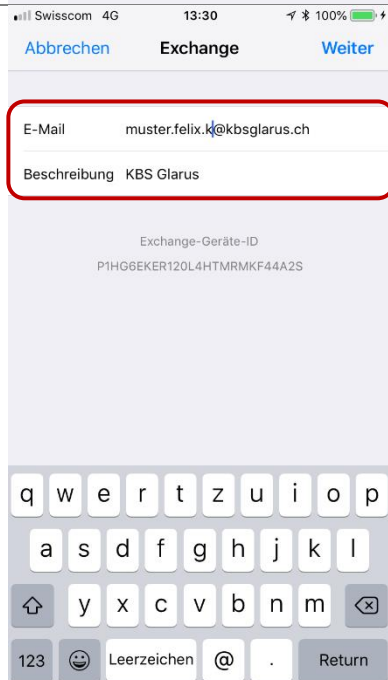 Swisscom 4G 13:30 100%
Abbrechen Exchange Weiter
E-Mail muster.felix.k@kbsglarus.ch
Beschreibung KBS Glarus
Exchange-Geräte-ID
P1HG6EKER120L4HTMRMKF44A2S
q w e r t z u i o p
a s d f g h j k l
y x c v b n m
123 Leerzeichen @ . Return